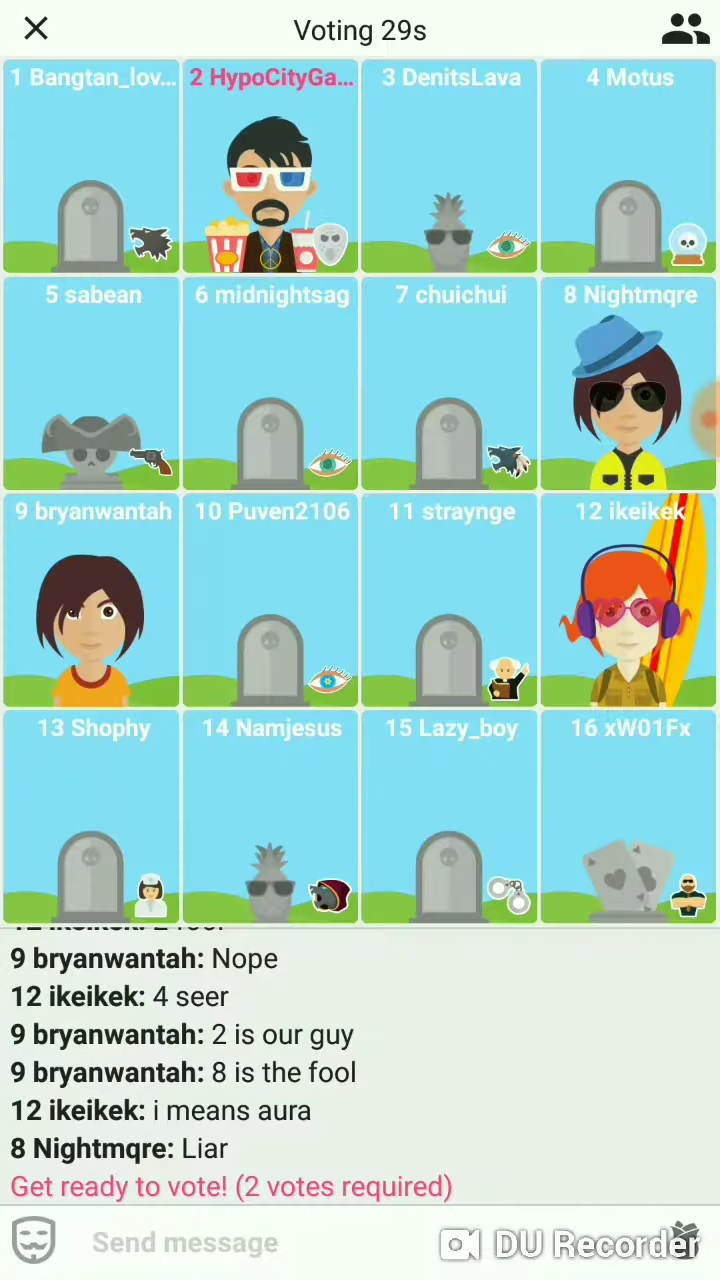 Voting 29s
1 Bangtan_lov...
2 HypoCityGa...
3 DenitsLava
4 Motus
5 sabean
6 midnightsag
7 chuichui
8 Nightmqre
9 bryanwantah
10 Puven2106
11 straynge
12 ikeikek
13 Shophy
14 Namjesus
15 Lazy_boy
16 xW01Fx
9 bryanwantah: Nope
12 ikeikek: 4 seer
9 bryanwantah: 2 is our guy
9 bryanwantah: 8 is the fool
12 ikeikek: i means aura
8 Nightmqre: Liar
Get ready to vote! (2 votes required)
Send message
DU Recorder